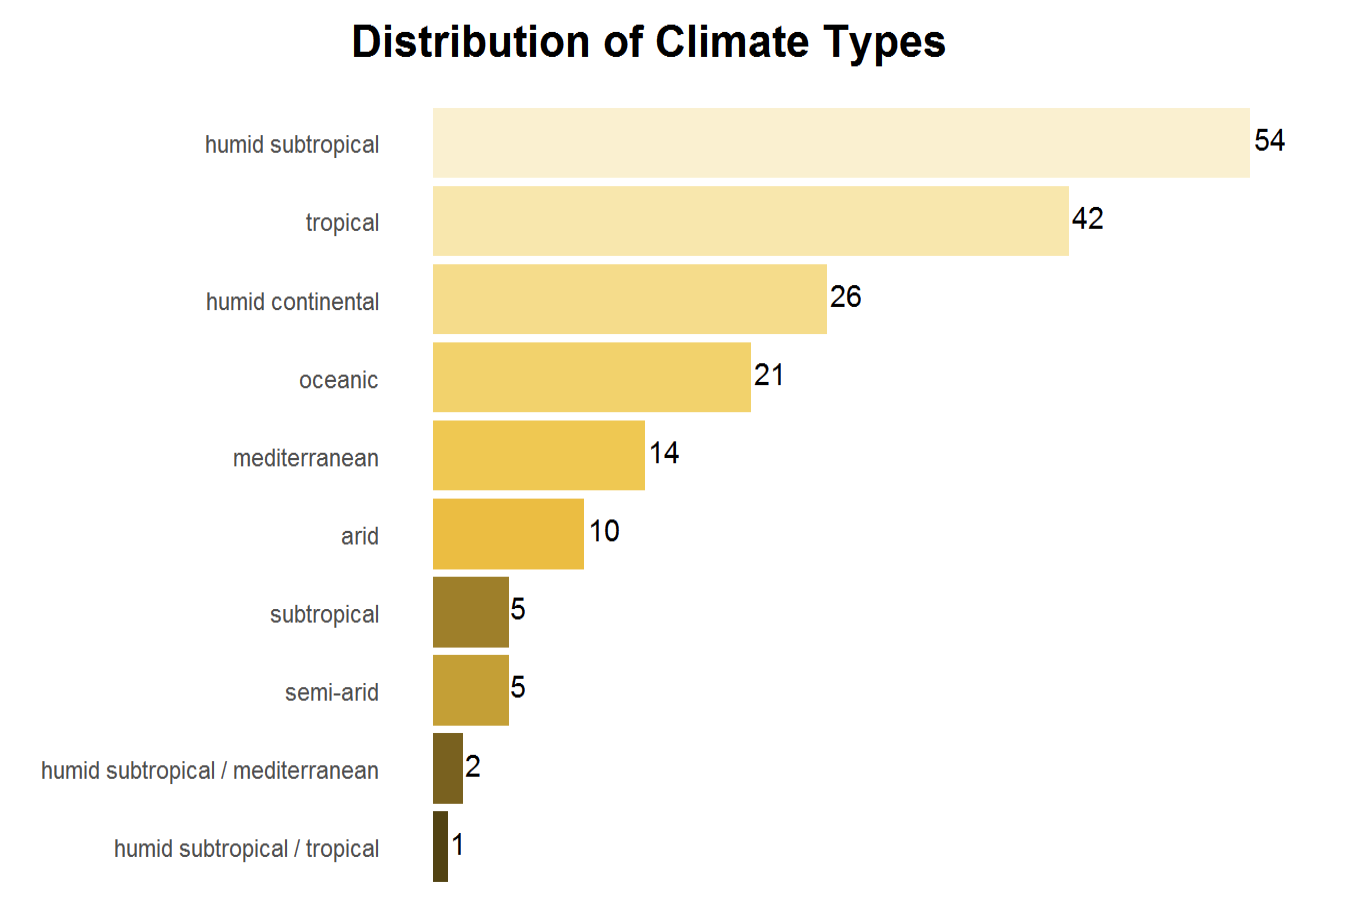 Distribution of Climate Types
humid subtropical 54
tropical 42
humid continental 26
oceanic 21
mediterranean 14
arid 10
subtropical 5
semi-arid 5
humid subtropical / mediterranean 2
humid subtropical / tropical 1